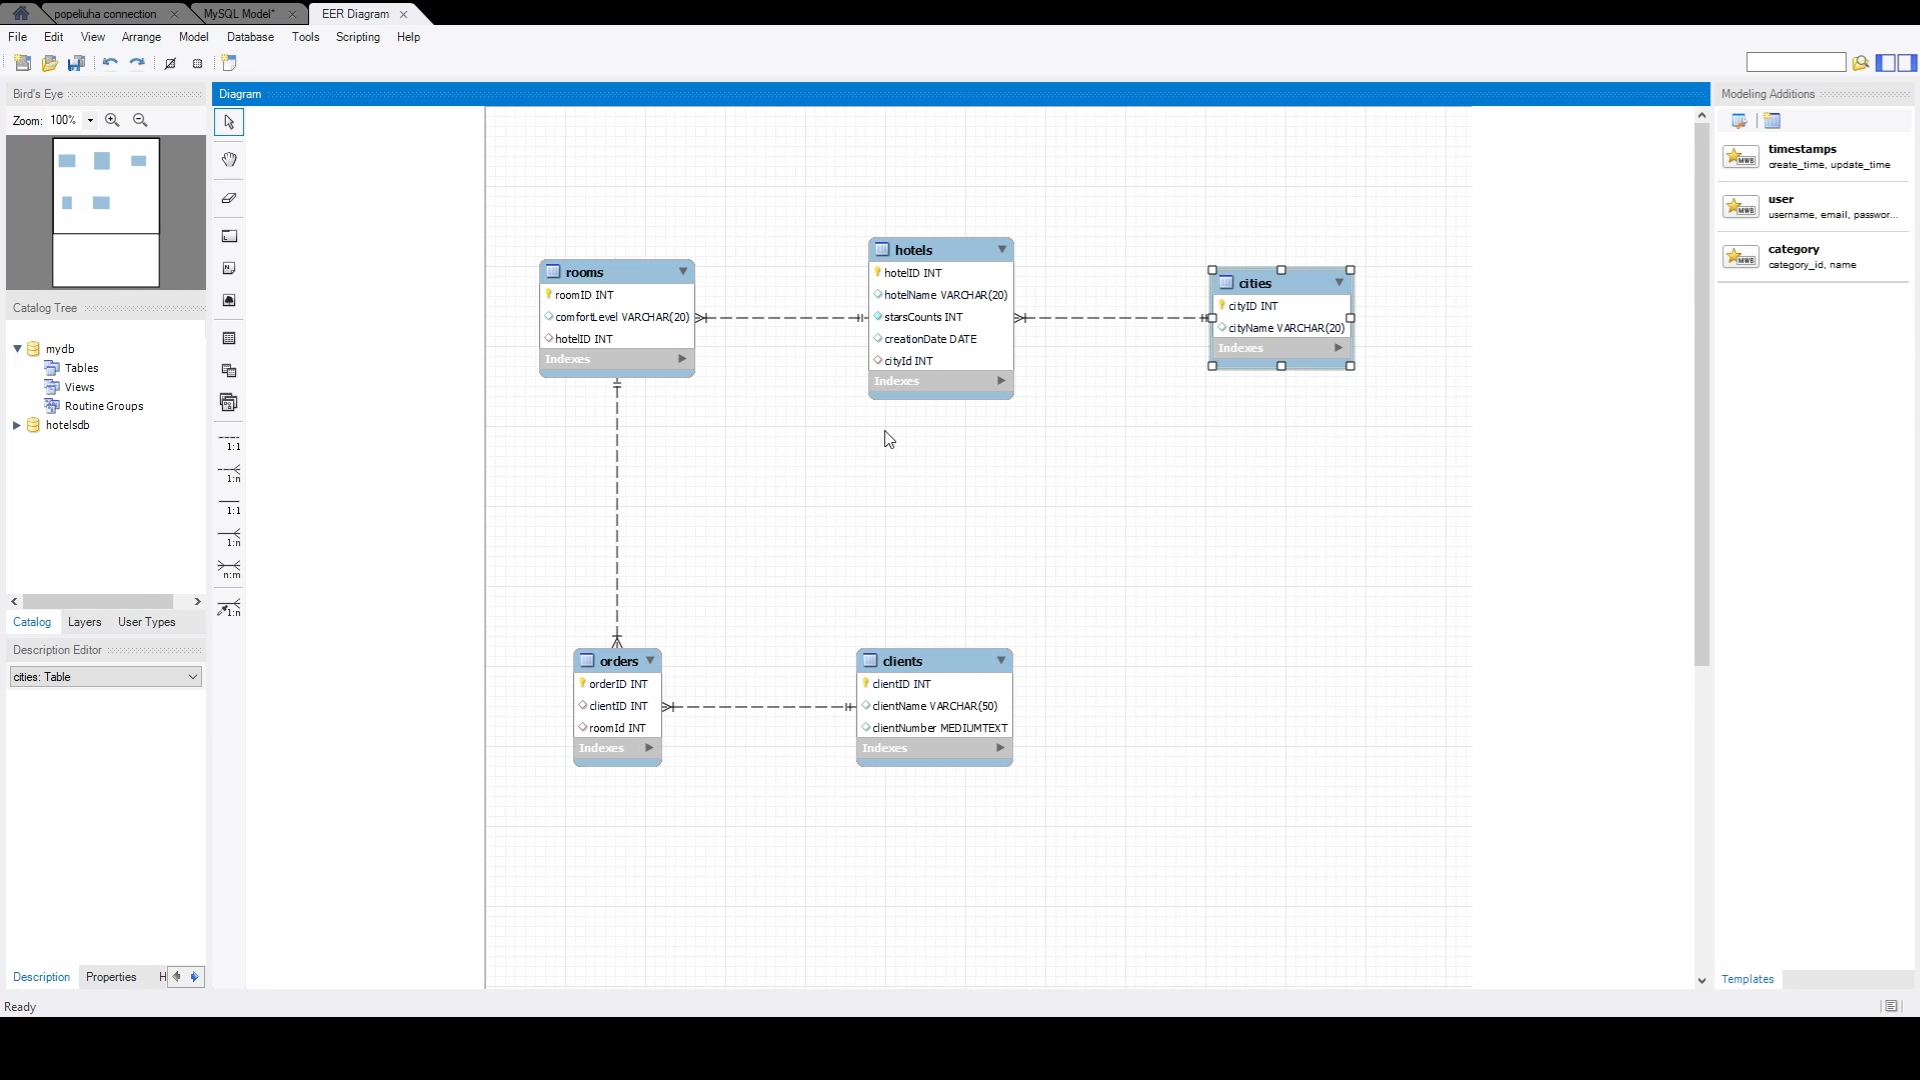 popeliuha connection
MySQL Model*
EER Diagram
File Edit View Arrange Model Database Tools Scripting Help
Bird's Eye
Zoom: 100%
Catalog Tree
mydb
Tables
Views
Routine Groups
hotelsdb
Catalog Layers User Types
Description Editor
cities: Table
Description Properties H
Ready
Diagram
1:1
1:n
1:1
1:n
n:m
1:n
rooms
roomID INT
comfortLevel VARCHAR(20)
hotelID INT
Indexes
hotels
hotelID INT
hotelName VARCHAR(20)
starsCounts INT
creationDate DATE
cityId INT
Indexes
cities
cityID INT
cityName VARCHAR(20)
Indexes
orders
orderID INT
clientID INT
roomId INT
Indexes
clients
clientID INT
clientName VARCHAR(50)
clientNumber MEDIUMTEXT
Indexes
Modeling Additions
timestamps
create_time, update_time
user
username, email, passwor...
category
category_id, name
Templates